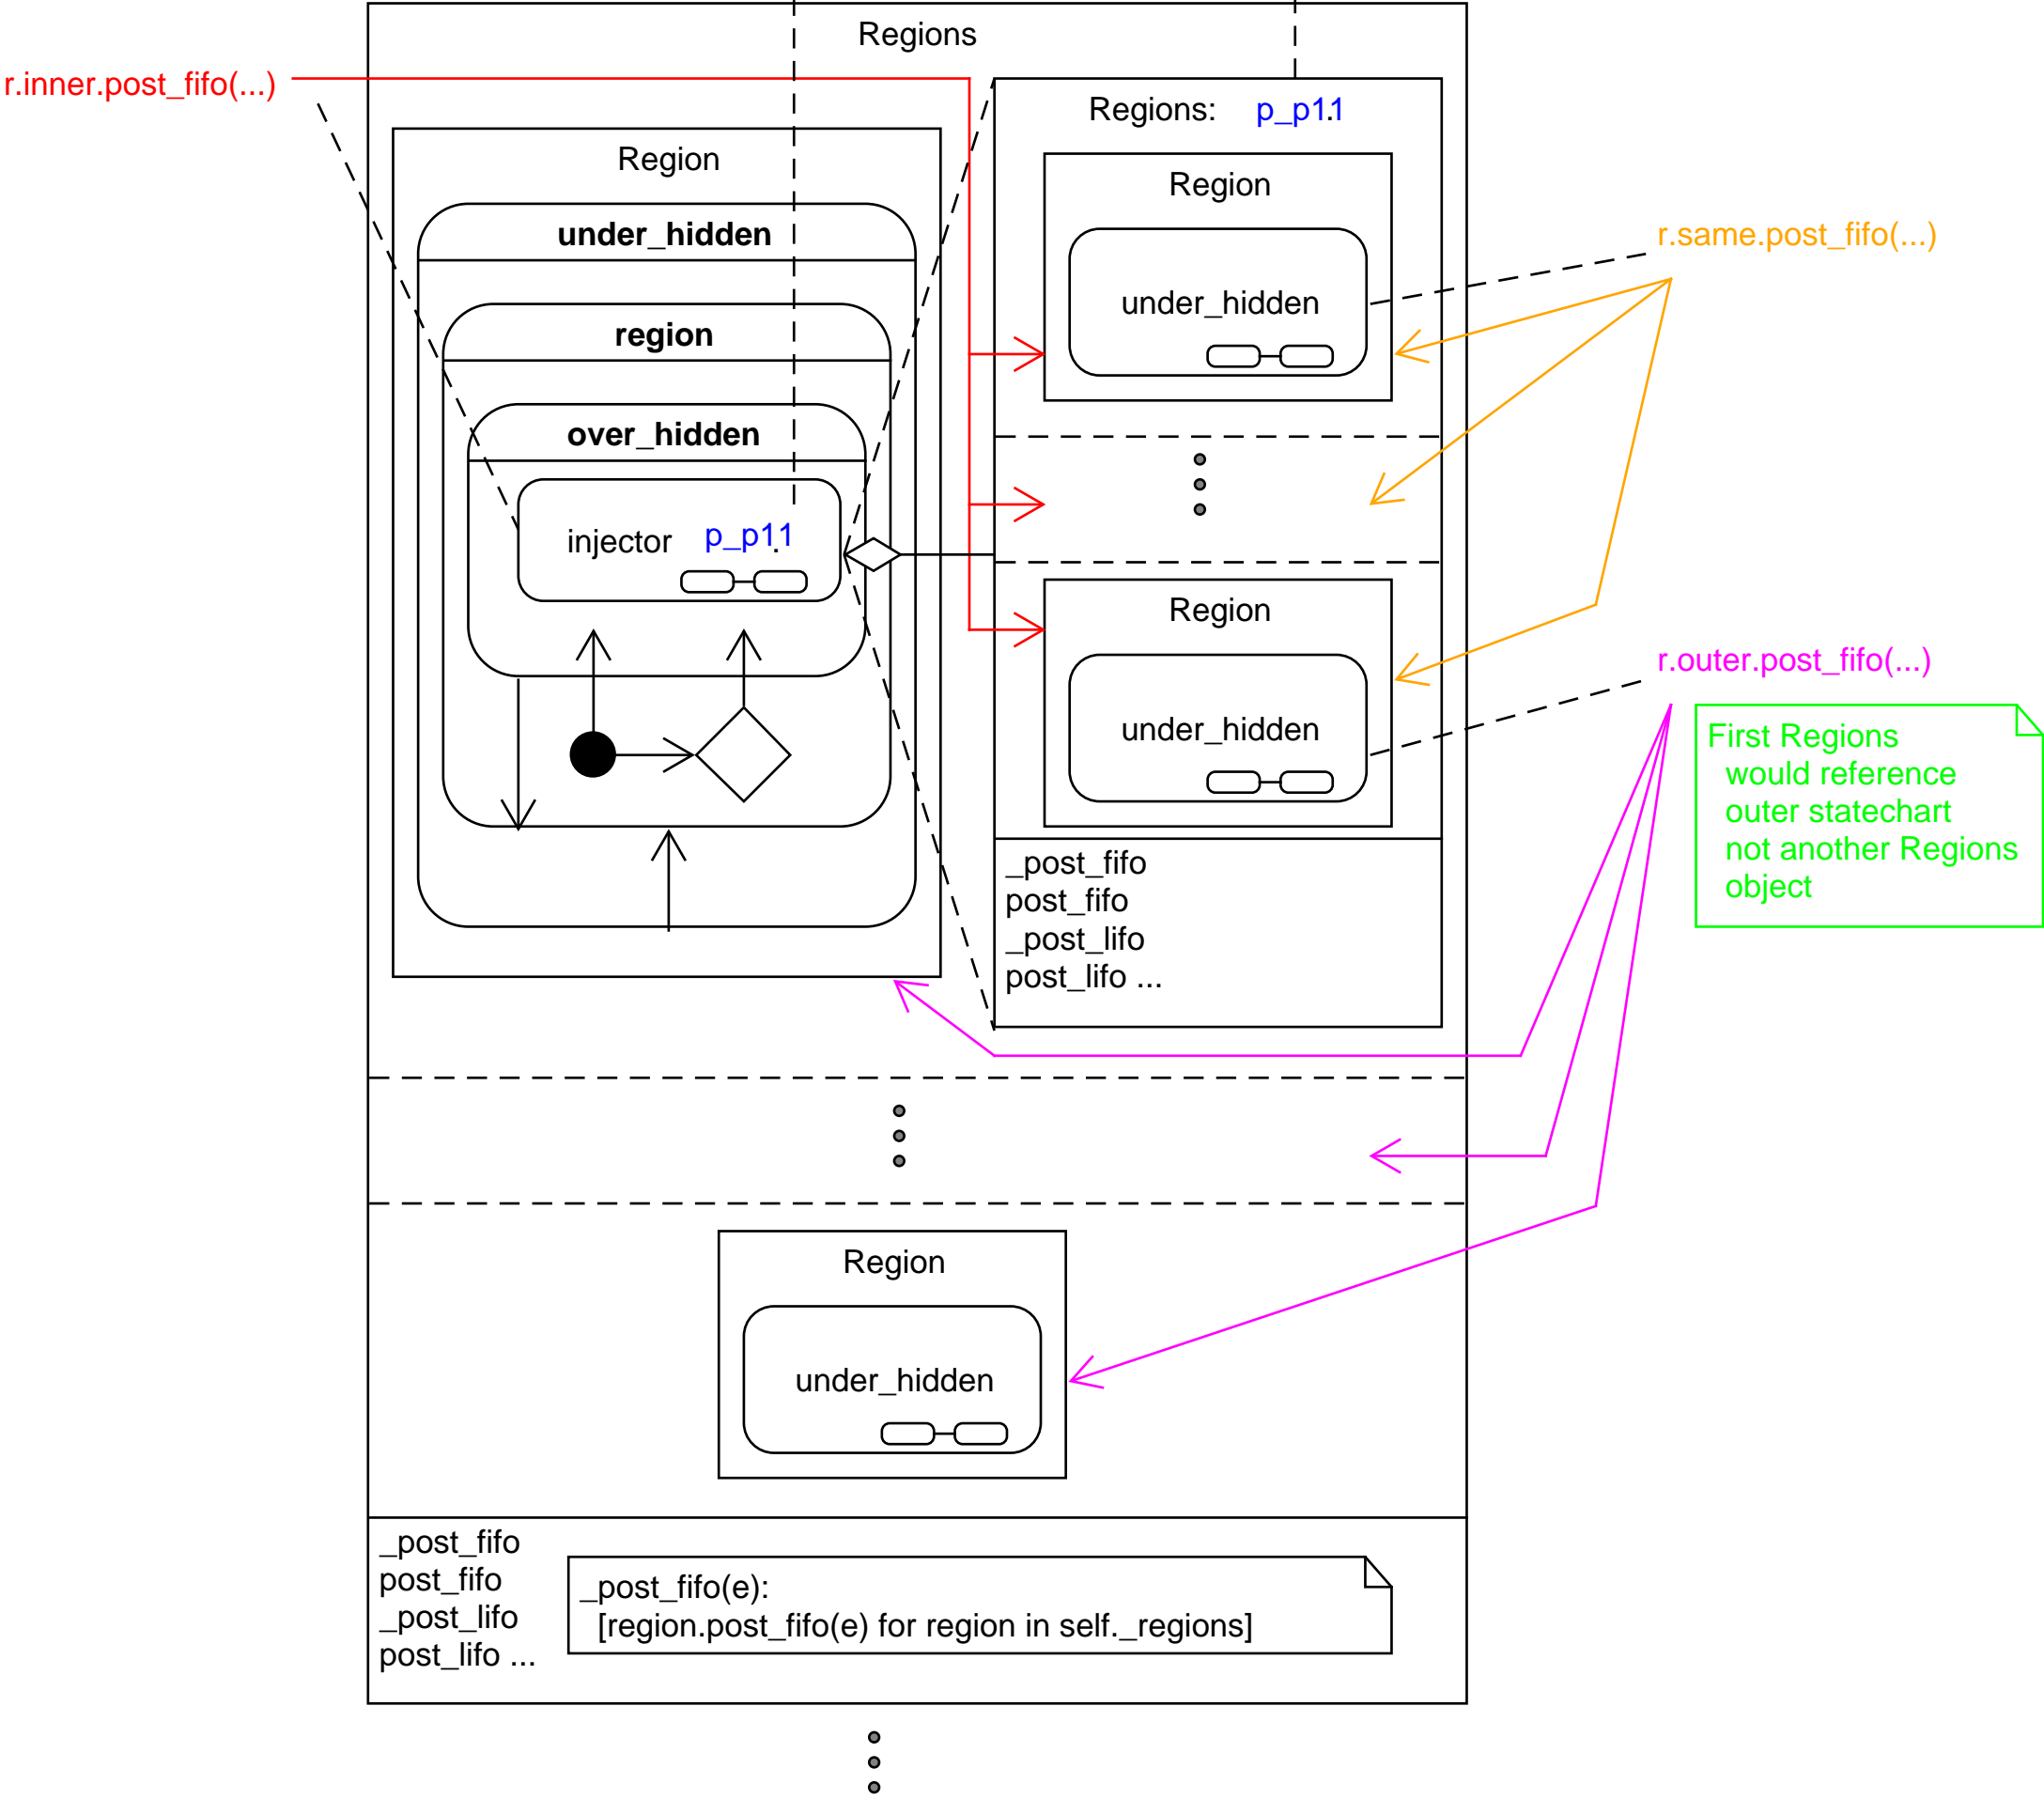 Regions
r.inner.post_fifo(...)
Regions: p_p1.1
Region
Region
under_hidden
r.same.post_fifo(...)
under_hidden
region
over_hidden
injector p_p1.1
Region
r.outer.post_fifo(...)
under_hidden
First Regions
would reference
outer statechart
not another Regions
object
_post_fifo
post_fifo
_post_lifo
post_lifo ...
Region
under_hidden
_post_fifo
post_fifo
_post_lifo
post_lifo ...
_post_fifo(e):
[region.post_fifo(e) for region in self._regions]